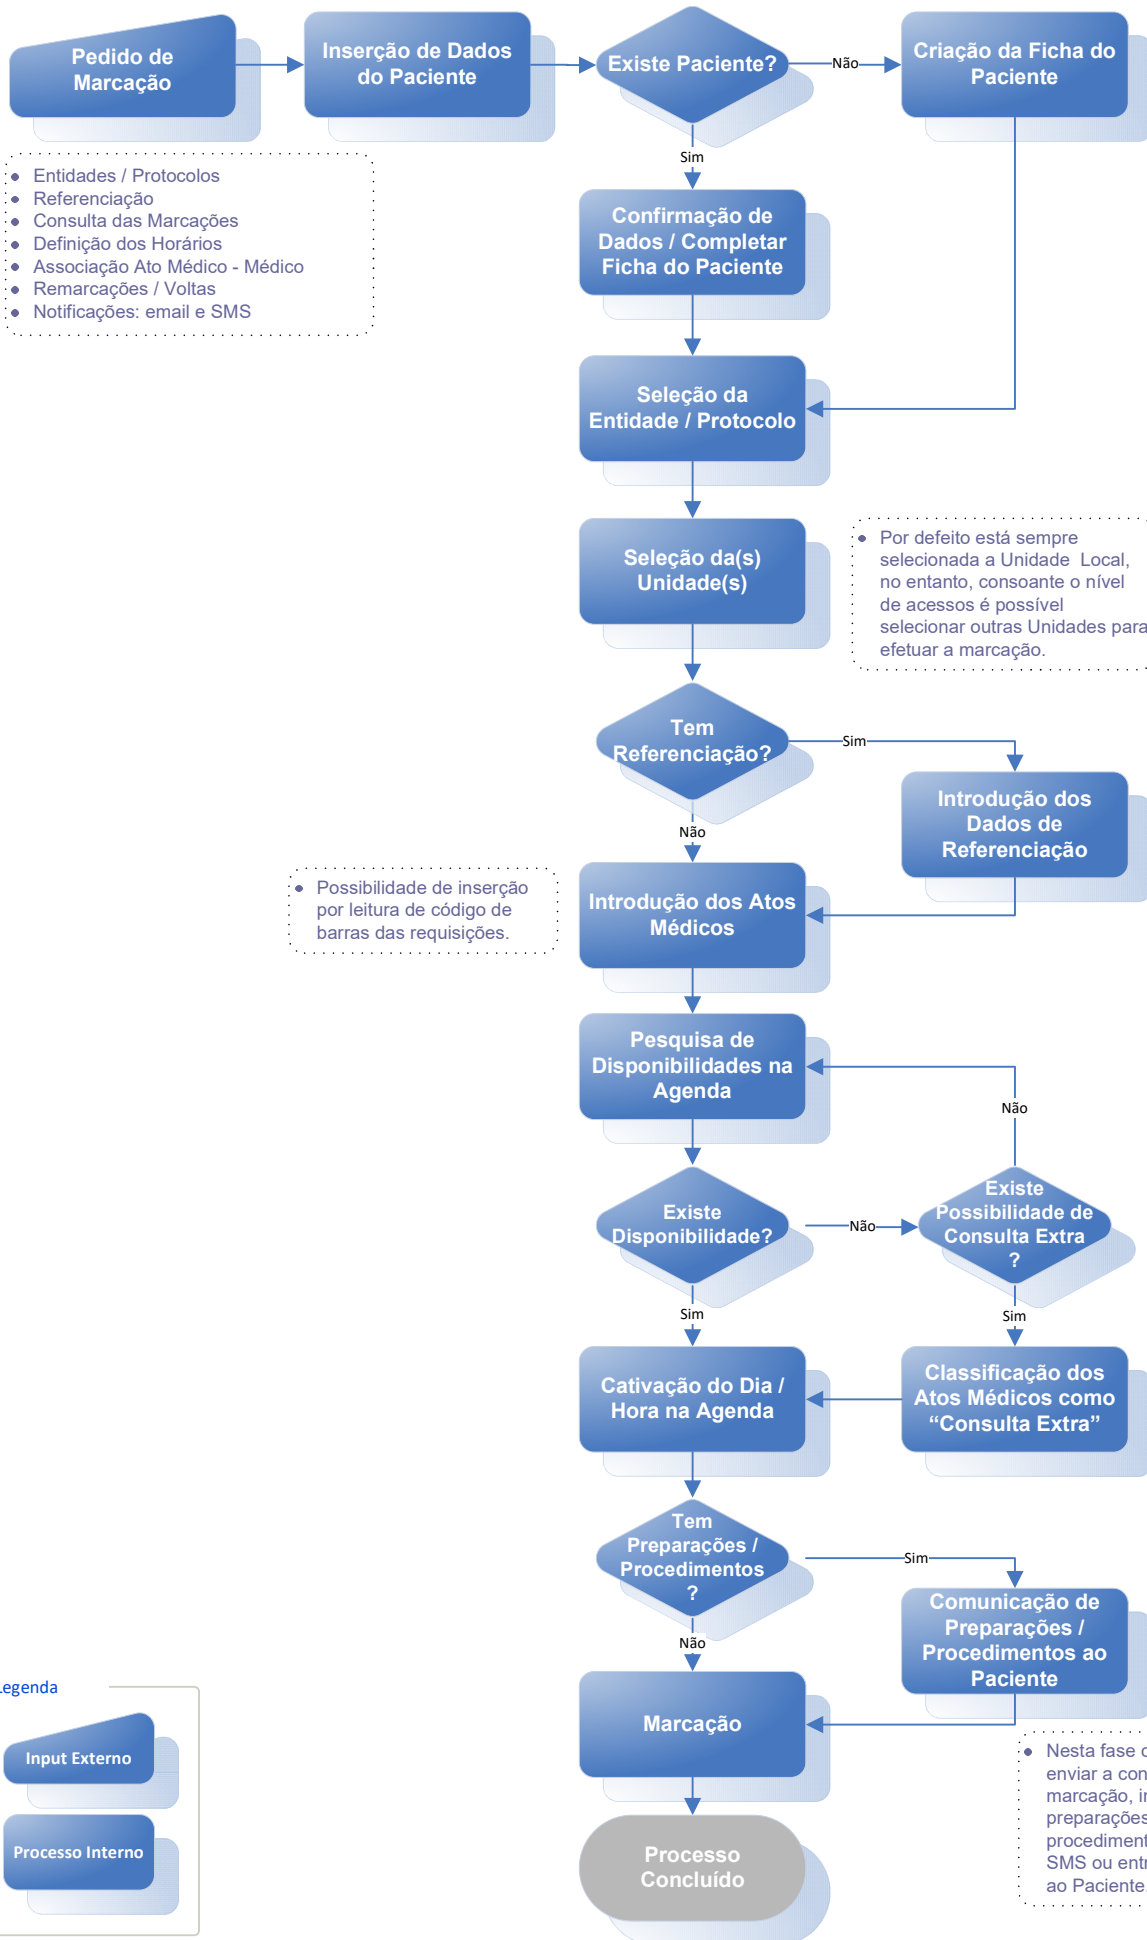 Pedido de
Marcação
Inserção de Dados
do Paciente
Existe Paciente?
Não
Criação da Ficha do
Paciente
Sim
Entidades / Protocolos
Referenciação
Consulta das Marcações
Definição dos Horários
Associação Ato Médico - Médico
Remarcações / Voltas
Notificações: email e SMS
Confirmação de
Dados / Completar
Ficha do Paciente
Seleção da
Entidade / Protocolo
Seleção da(s)
Unidade(s)
Por defeito está sempre
selecionada a Unidade Local,
no entanto, consoante o nível
de acessos é possível
selecionar outras Unidades para
efetuar a marcação.
Tem
Referenciação?
Sim
Introdução dos
Dados de
Referenciação
Não
Possibilidade de inserção
por leitura de código de
barras das requisições.
Introdução dos Atos
Médicos
Pesquisa de
Disponibilidades na
Agenda
Não
Existe
Disponibilidade?
Não
Existe
Possibilidade de
Consulta Extra
?
Sim
Sim
Cativação do Dia /
Hora na Agenda
Classificação dos
Atos Médicos como
“Consulta Extra”
Tem
Preparações /
Procedimentos
?
Sim
Comunicação de
Preparações /
Procedimentos ao
Paciente
Não
Marcação
Nesta fase
enviar a
marcação,
SMS ou
ao Paciente.
Processo
Concluído
Legenda
Input Externo
Processo Interno